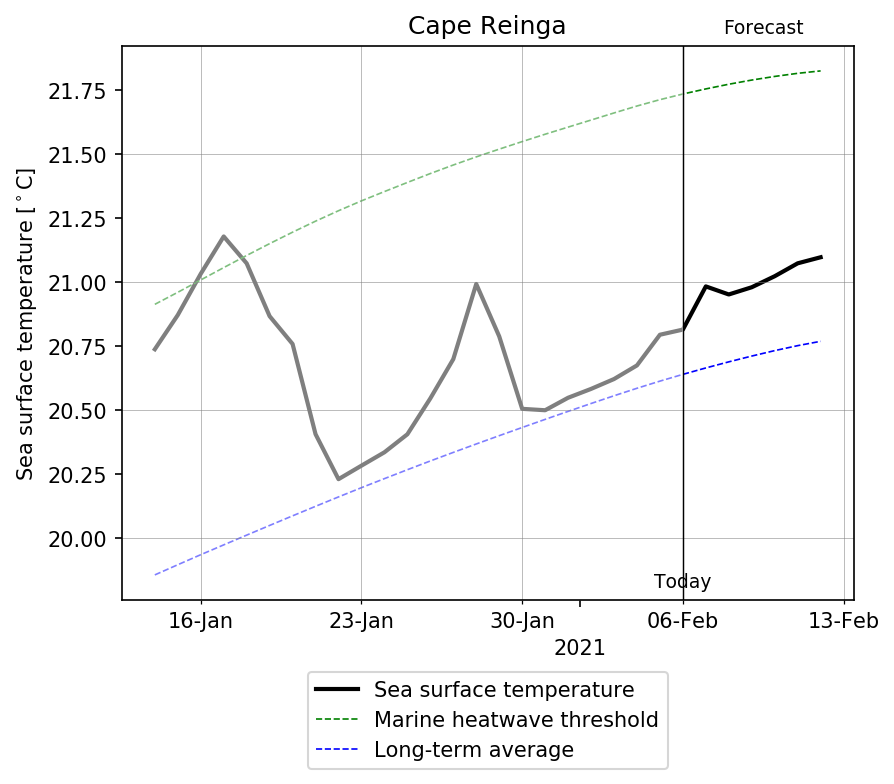 Cape Reinga
Forecast
Sea surface temperature [°C]
21.75
21.50
21.25
21.00
20.75
20.50
20.25
20.00
Today
16-Jan 23-Jan 30-Jan 06-Feb 13-Feb
2021
Sea surface temperature
Marine heatwave threshold
Long-term average